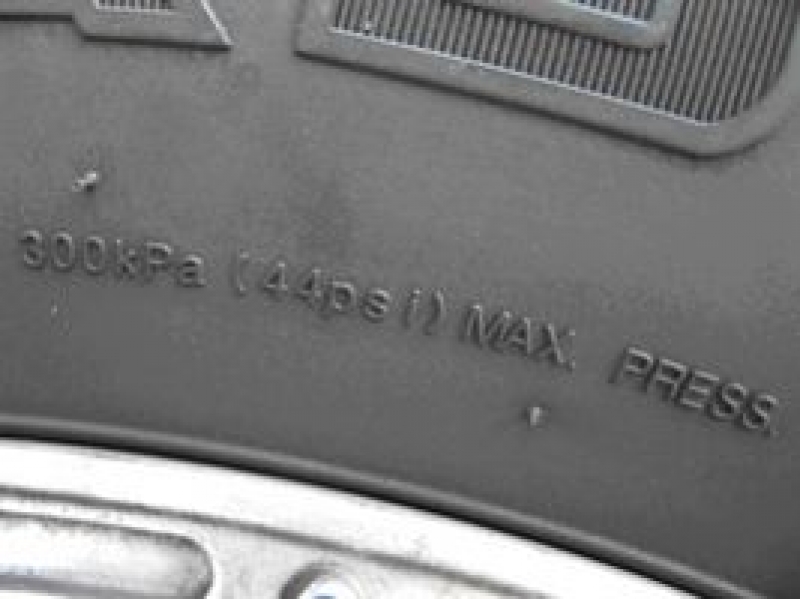 300kPa (44psi) MAX. PRESS.